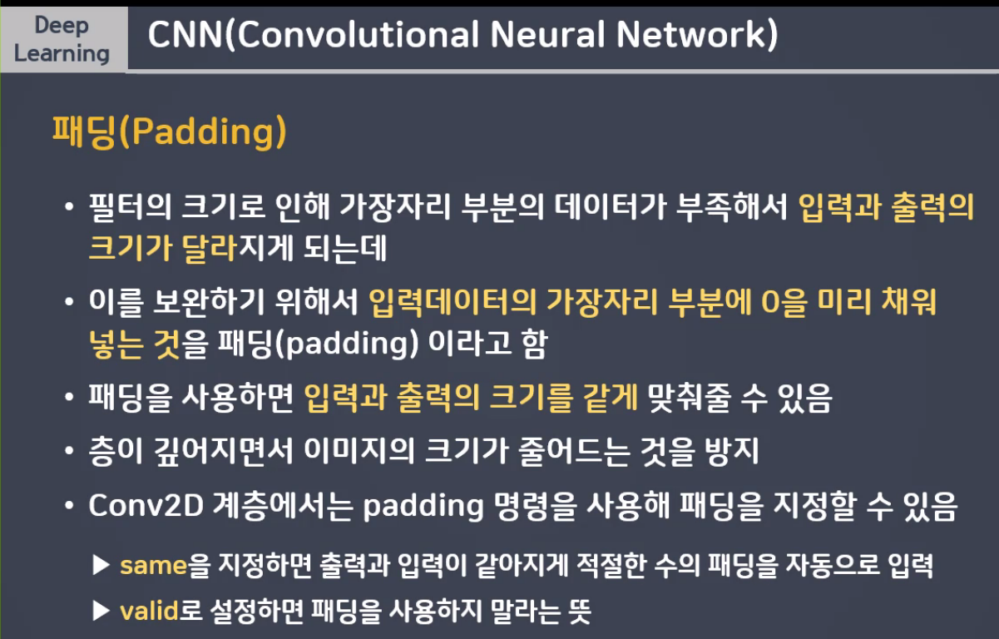 Deep
Learning
CNN(Convolutional Neural Network)
패딩(Padding)
• 필터의 크기로 인해 가장자리 부분의 데이터가 부족해서 입력과 출력의
크기가 달라지게 되는데
• 이를 보완하기 위해서 입력데이터의 가장자리 부분에 0을 미리 채워
넣는 것을 패딩(padding) 이라고 함
• 패딩을 사용하면 입력과 출력의 크기를 같게 맞춰줄 수 있음
• 층이 깊어지면서 이미지의 크기가 줄어드는 것을 방지
• Conv2D 계층에서는 padding 명령을 사용해 패딩을 지정할 수 있음
▶ same을 지정하면 출력과 입력이 같아지게 적절한 수의 패딩을 자동으로 입력
▶ valid로 설정하면 패딩을 사용하지 말라는 뜻